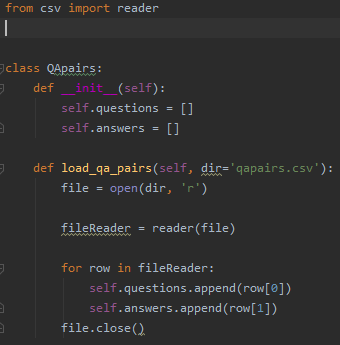 from csv import reader
class QApairs:
    def __init__(self):
        self.questions = []
        self.answers = []
    def load_qa_pairs(self, dir='qapairs.csv'):
        file = open(dir, 'r')
        fileReader = reader(file)
        for row in fileReader:
            self.questions.append(row[0])
            self.answers.append(row[1])
        file.close()